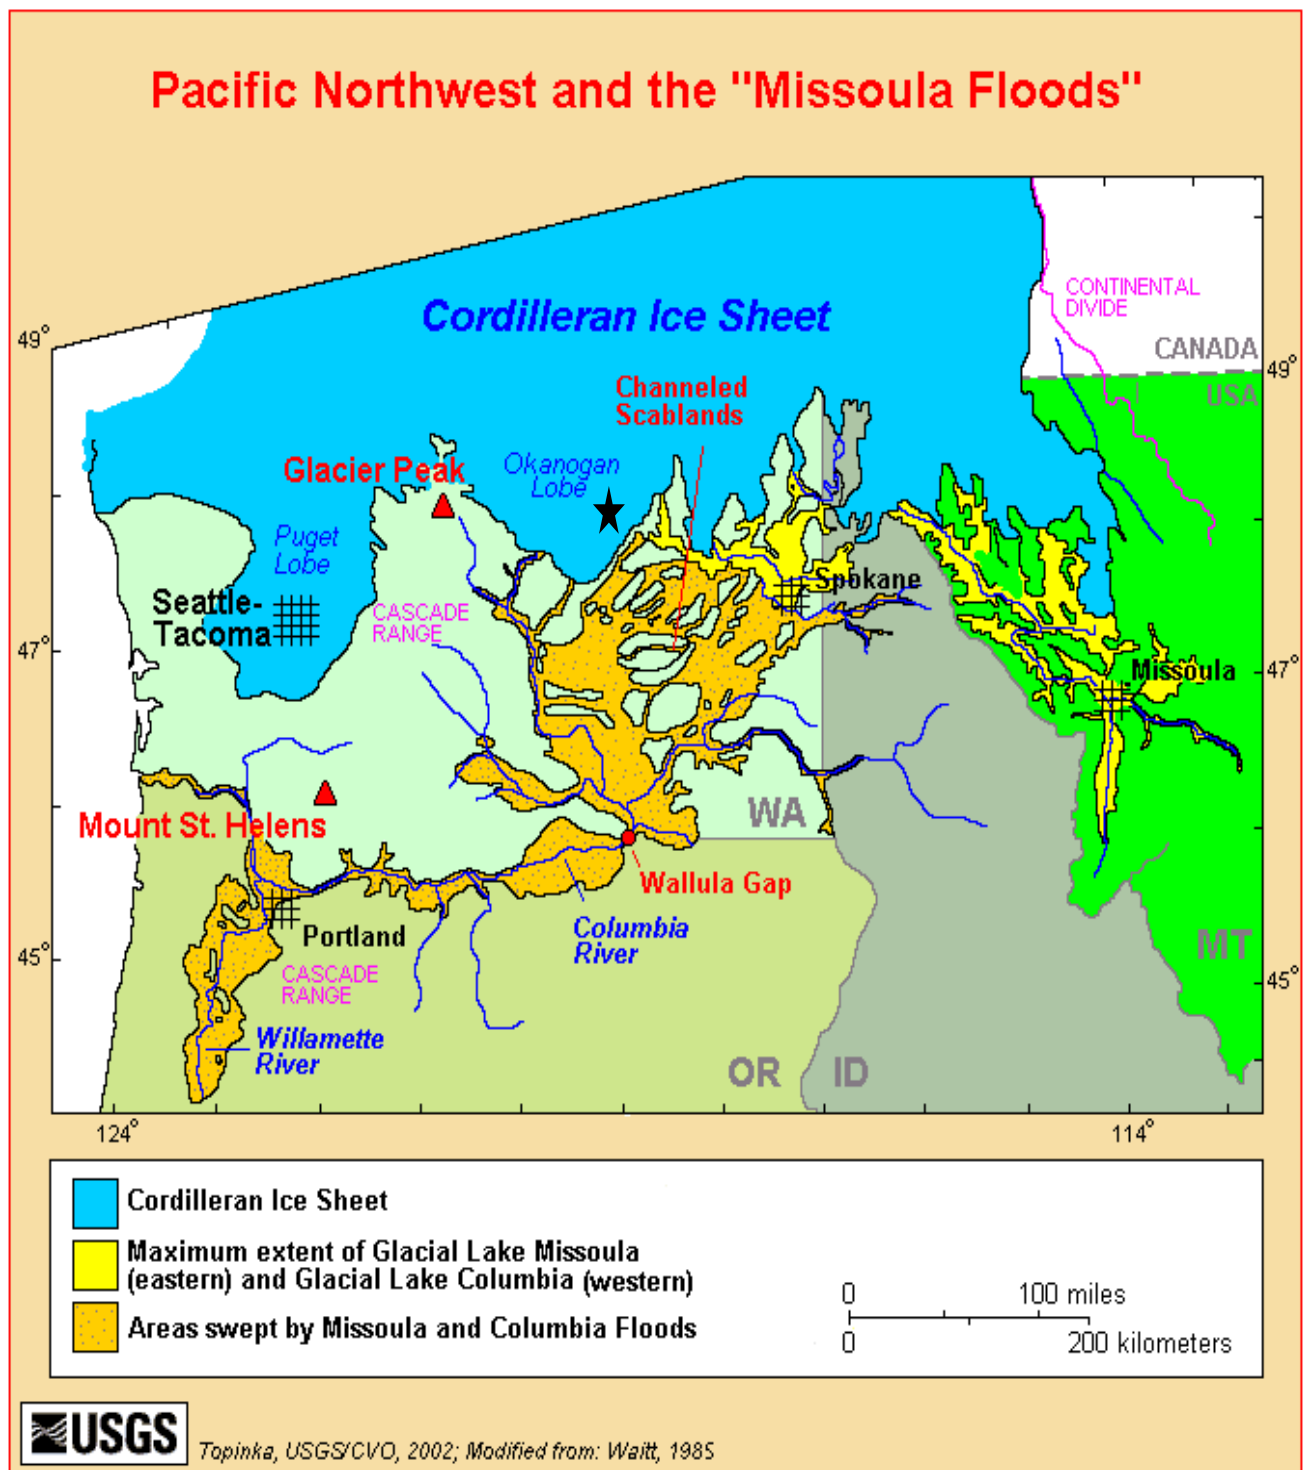 Pacific Northwest and the "Missoula Floods"
49°
Cordilleran Ice Sheet
CONTINENTAL
DIVIDE
CANADA
49°
USA
Channeled
Scablands
Glacier Peak
Okanogan
Lobe
Puget
Lobe
Spokane
Seattle-
Tacoma
CASCADE
RANGE
47°
47°
Missoula
WA
Mount St. Helens
Wallula Gap
Columbia
River
Portland
MT
45°
45°
CASCADE
RANGE
Willamette
River
OR
ID
124°
114°
Cordilleran Ice Sheet
Maximum extent of Glacial Lake Missoula
(eastern) and Glacial Lake Columbia (western)
Areas swept by Missoula and Columbia Floods
0 100 miles
0 200 kilometers
USGS
Topinka, USGS/CVO, 2002; Modified from: Waitt, 1985